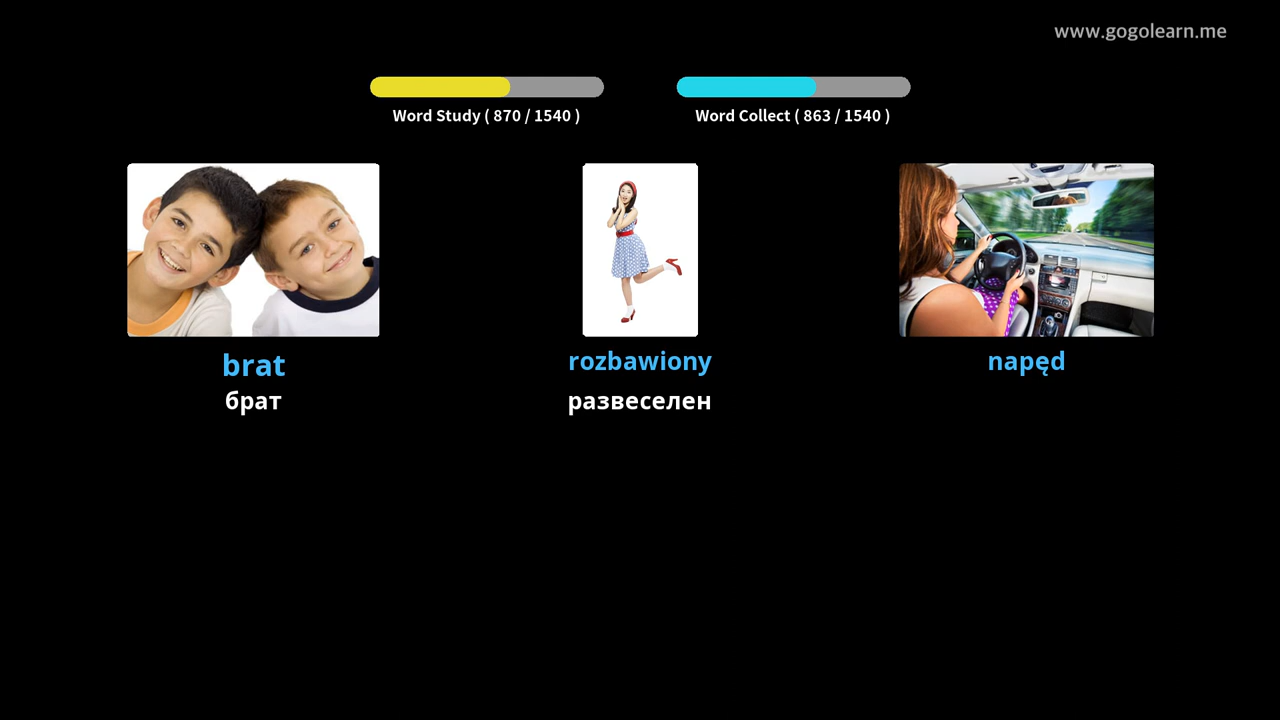 www.gogolearn.me
Word Study ( 870 / 1540 )
Word Collect ( 863 / 1540 )
brat
брат
rozbawiony
развеселен
napęd